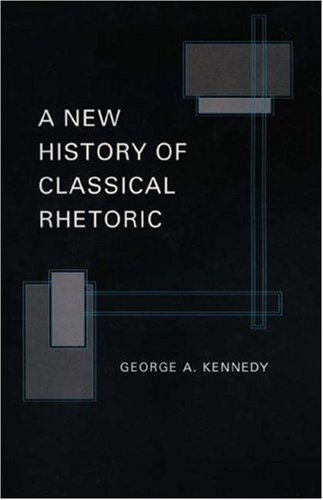 A NEW
HISTORY OF
CLASSICAL
RHETORIC
GEORGE A. KENNEDY